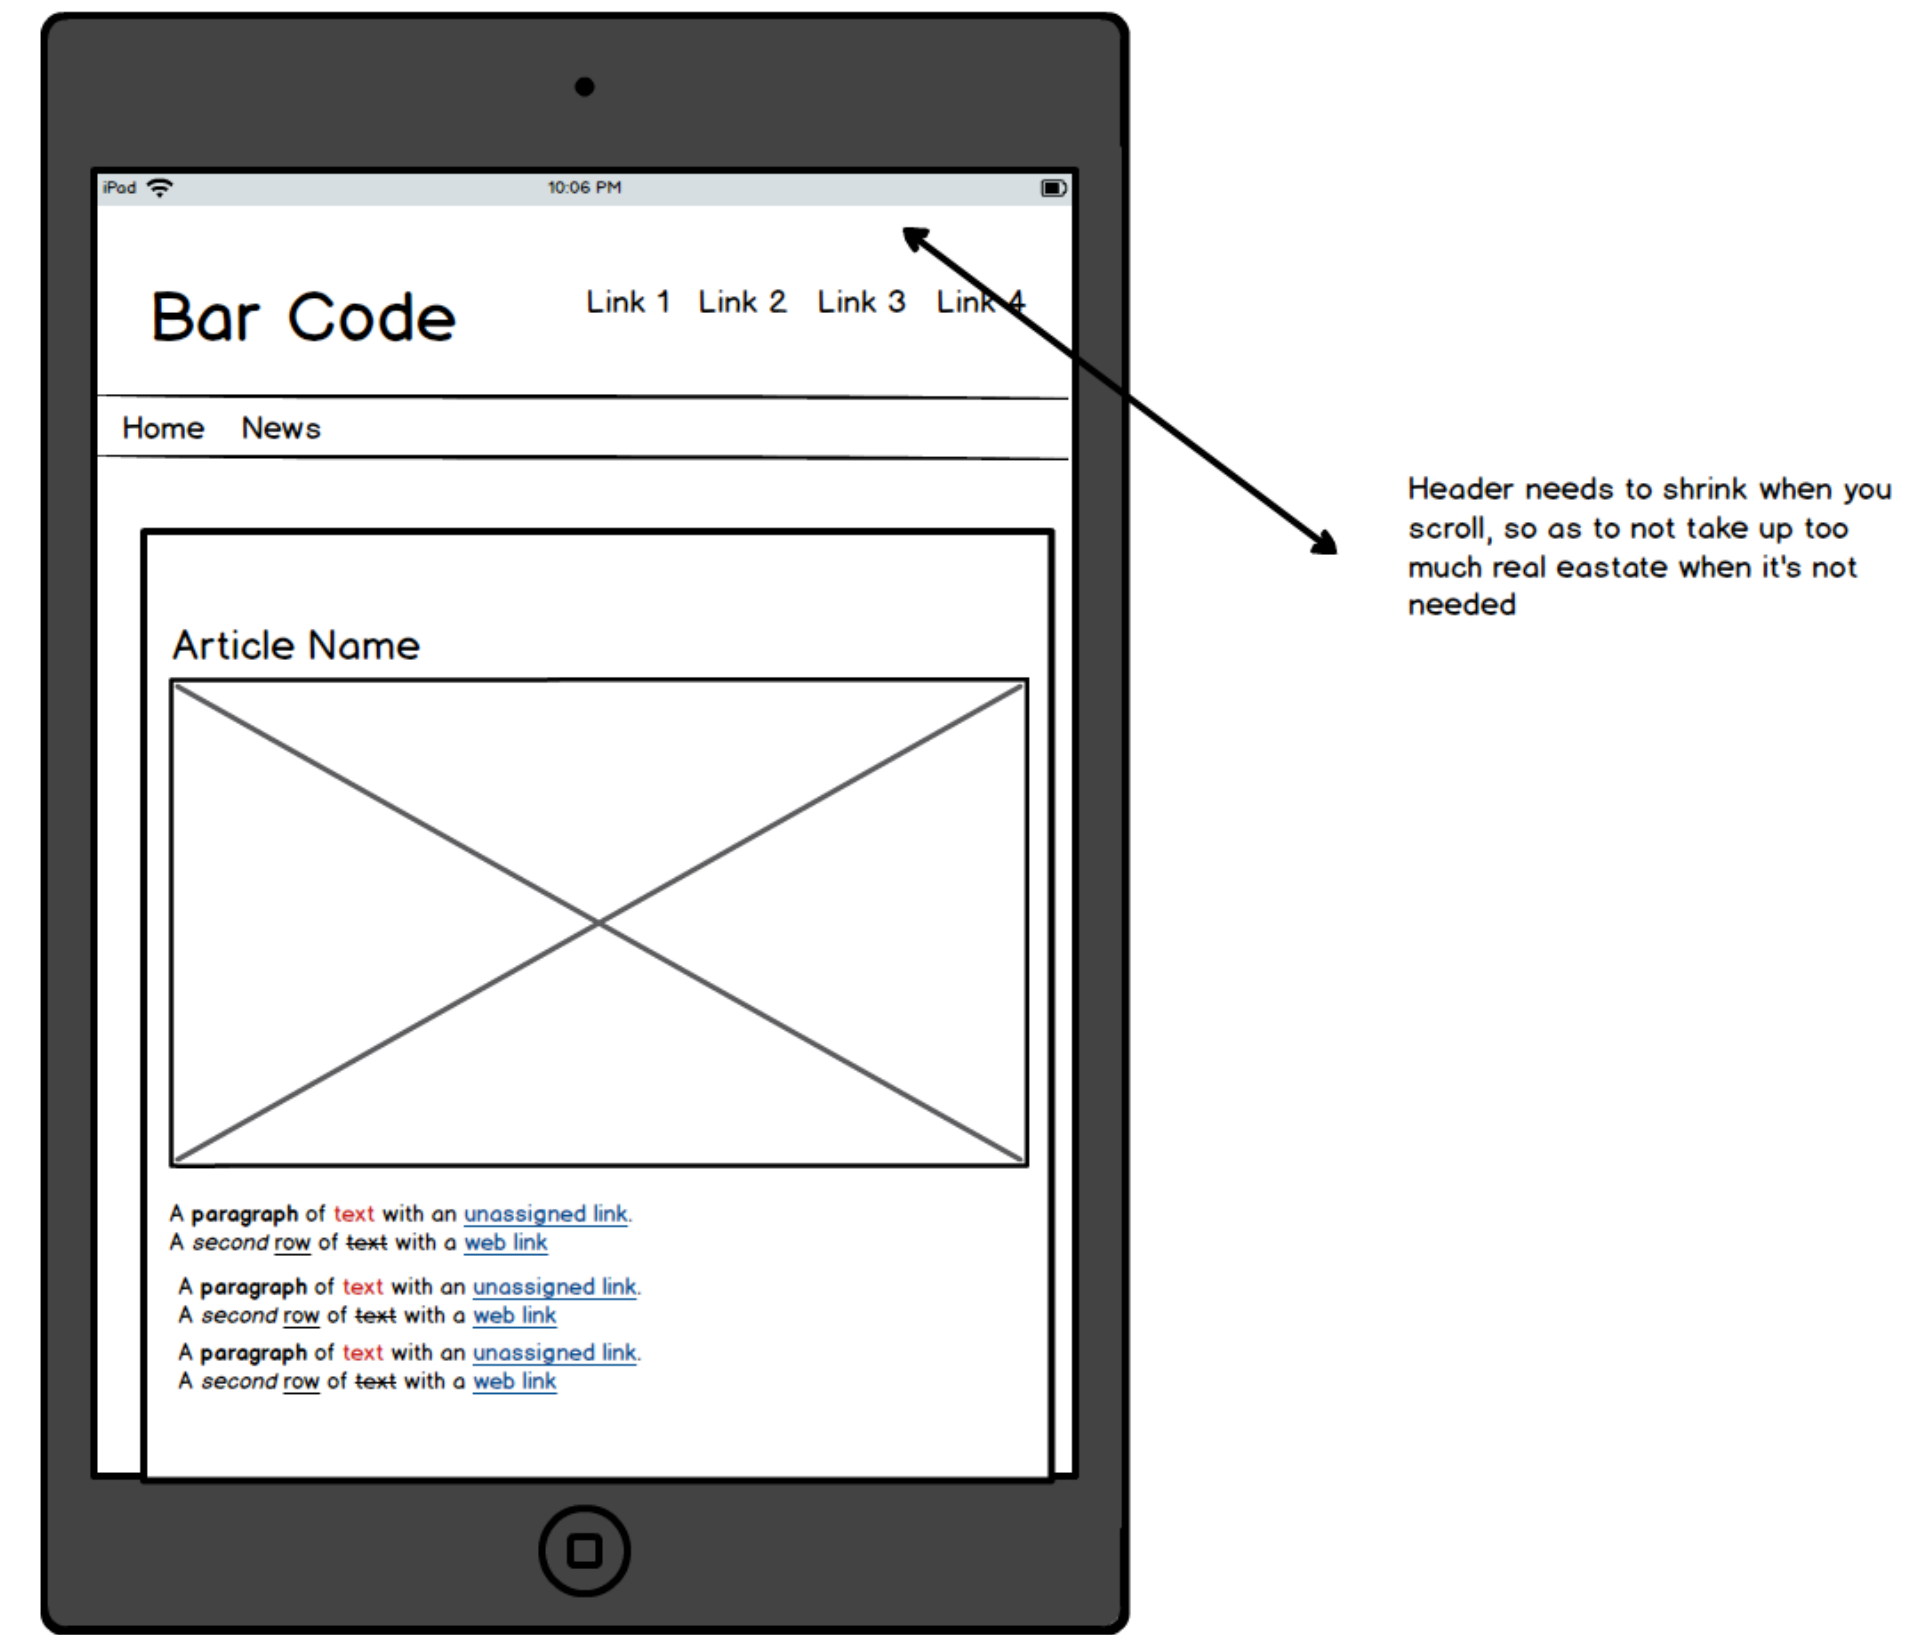 iPad 10:06 PM
Bar Code
Link 1 Link 2 Link 3 Link 4
Home News
Header needs to shrink when you
scroll, so as to not take up too
much real eastate when it's not
needed
Article Name
A paragraph of text with an unassigned link.
A second row of text with a web link
A paragraph of text with an unassigned link.
A second row of text with a web link
A paragraph of text with an unassigned link.
A second row of text with a web link